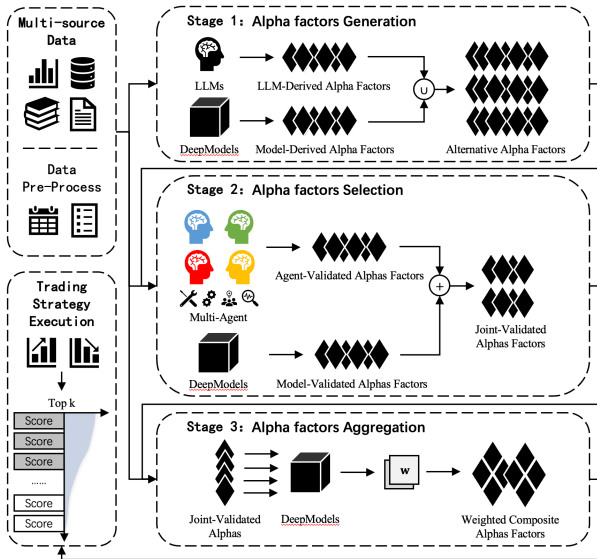 Multi-source
Data
Data
Pre-Process
Trading
Strategy
Execution
Top k
Score
Score
Score
......
Score
Score
Stage 1: Alpha factors Generation
LLMs
LLM-Derived Alpha Factors
∪
DeepModels
Model-Derived Alpha Factors
Alternative Alpha Factors
Stage 2: Alpha factors Selection
Agent-Validated Alphas Factors
Multi-Agent
+
Joint-Validated
Alphas Factors
DeepModels
Model-Validated Alphas Factors
Stage 3: Alpha factors Aggregation
w
Joint-Validated
Alphas
DeepModels
Weighted Composite
Alphas Factors